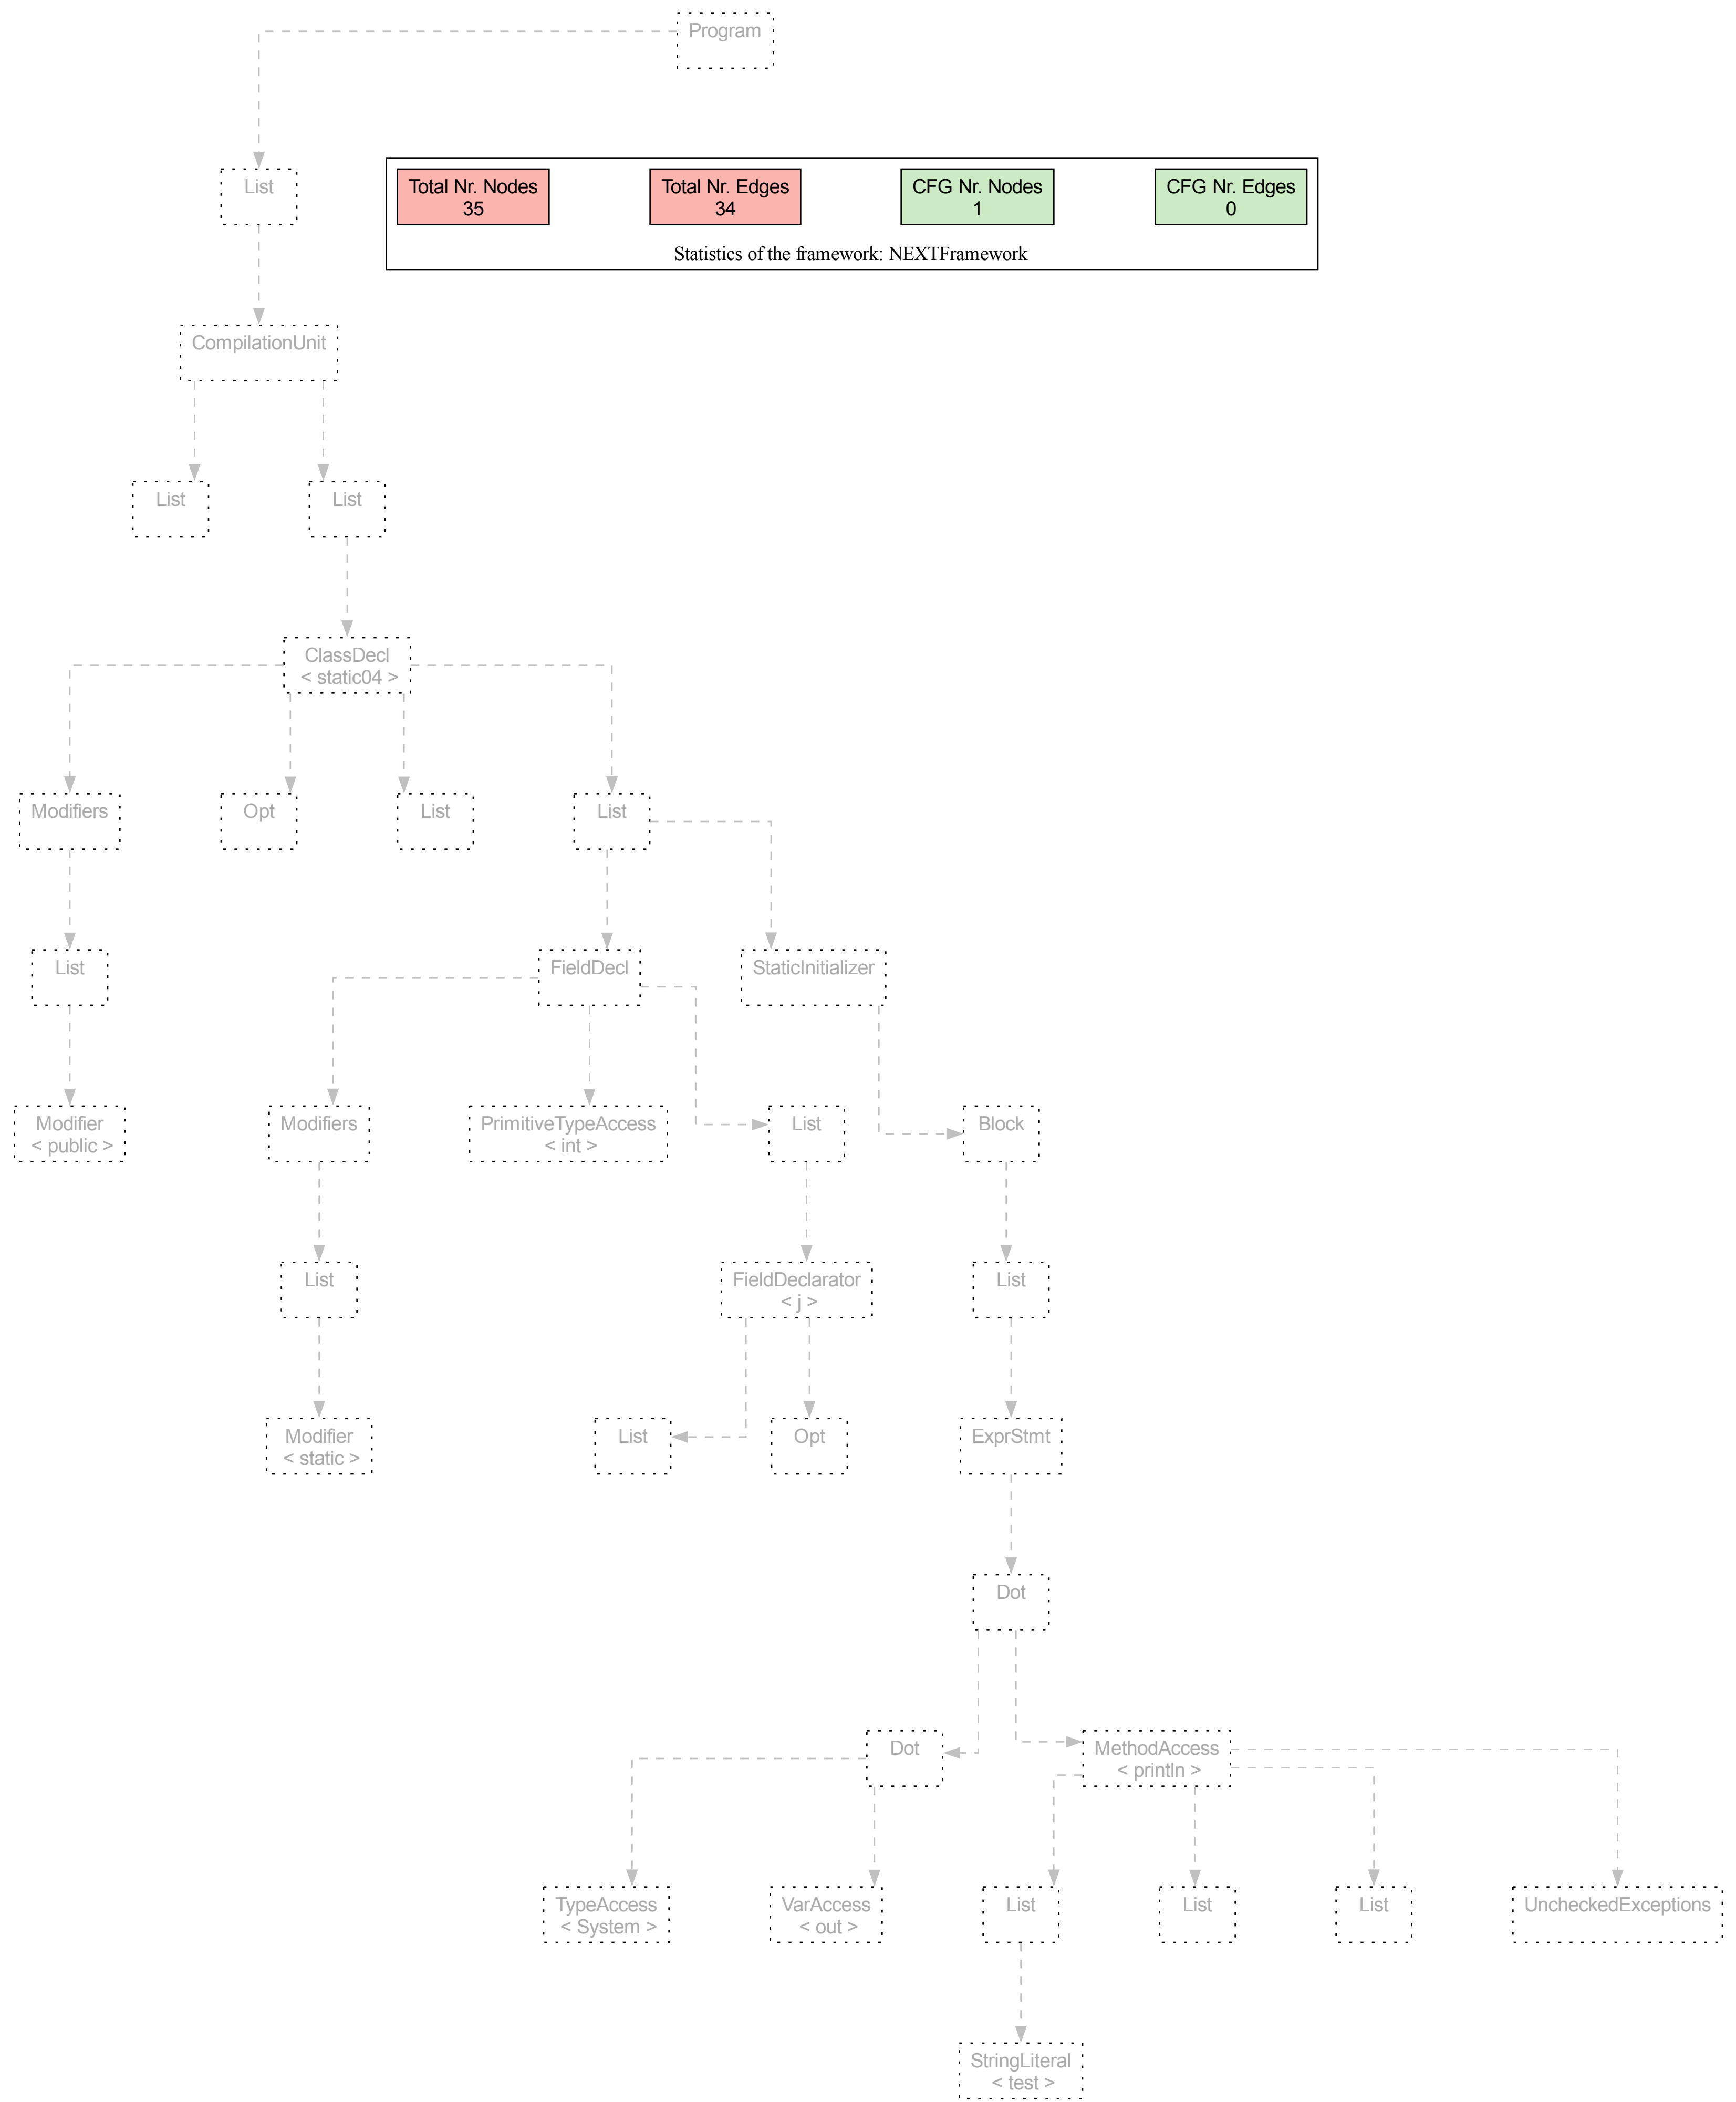 Program
List
Total Nr. Nodes
35
Total Nr. Edges
34
CFG Nr. Nodes
1
CFG Nr. Edges
0
Statistics of the framework: NEXTFramework
CompilationUnit
List
List
ClassDecl
< static04 >
Modifiers
Opt
List
List
List
FieldDecl
StaticInitializer
Modifier
< public >
Modifiers
PrimitiveTypeAccess
< int >
List
Block
List
FieldDeclarator
< j >
List
Modifier
< static >
List
Opt
ExprStmt
Dot
Dot
MethodAccess
< println >
TypeAccess
< System >
VarAccess
< out >
List
List
List
UncheckedExceptions
StringLiteral
< test >